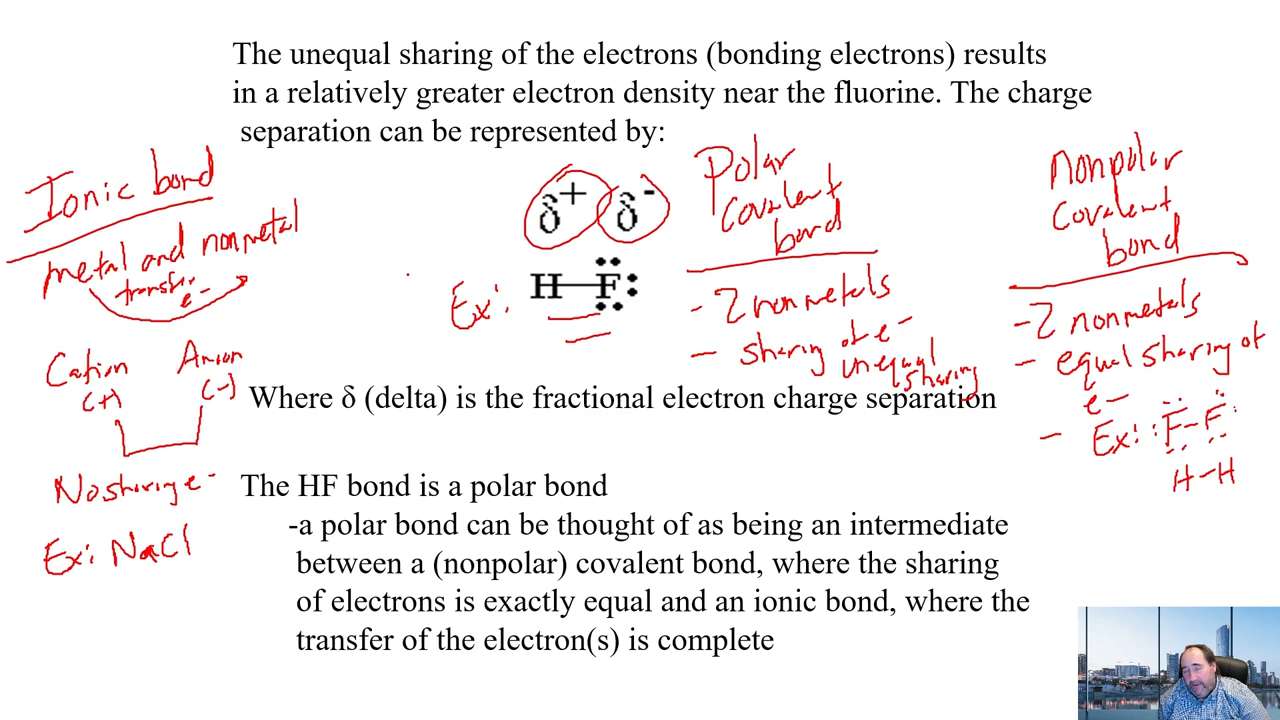 The unequal sharing of the electrons (bonding electrons) results
in a relatively greater electron density near the fluorine. The charge
separation can be represented by:
Ionic bond
metal and nonmetal
transfer
e-
Cation
(+)
Anion
(-)
No sharing e-
Ex: NaCl
δ+ δ-
Ex: H-F
Polar
covalent
bond
- 2 nonmetals
- sharing of e-
unequal
sharing
nonpolar
covalent
bond
- 2 nonmetals
- equal sharing of
e-
- Ex: F-F
H-H
Where δ (delta) is the fractional electron charge separation
The HF bond is a polar bond
-a polar bond can be thought of as being an intermediate
between a (nonpolar) covalent bond, where the sharing
of electrons is exactly equal and an ionic bond, where the
transfer of the electron(s) is complete